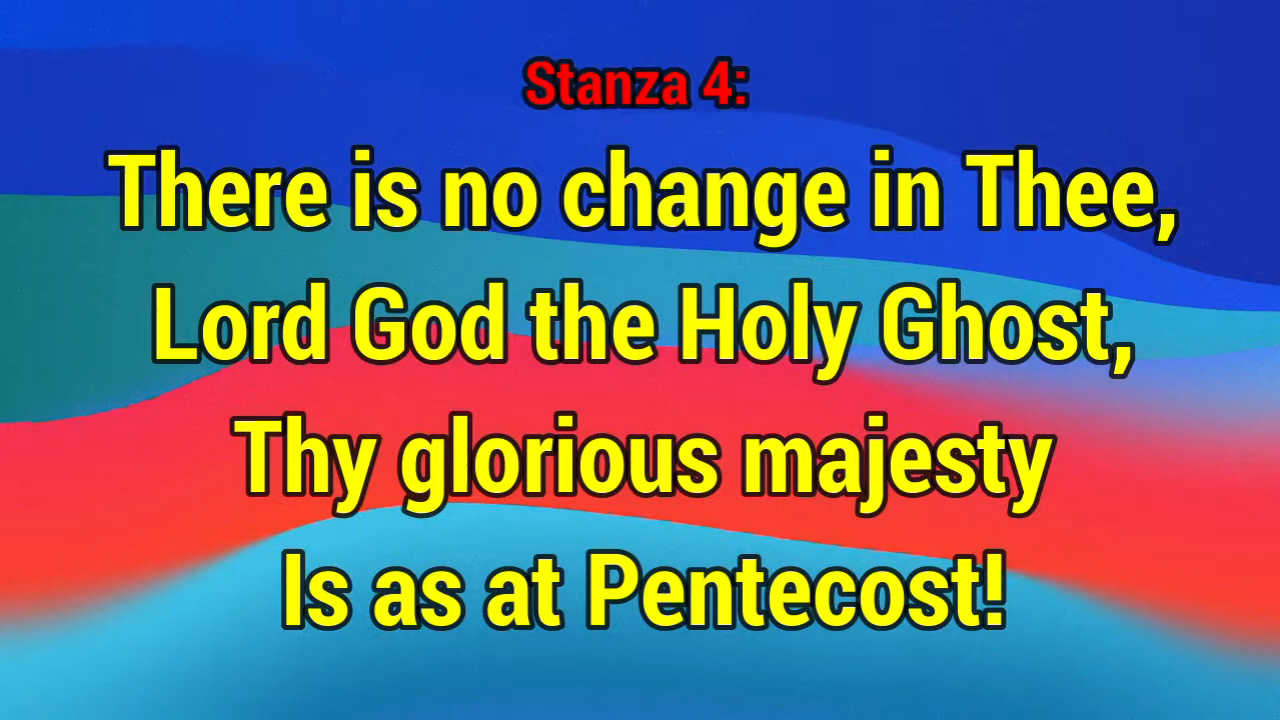 Stanza 4:
There is no change in Thee,
Lord God the Holy Ghost,
Thy glorious majesty
Is as at Pentecost!